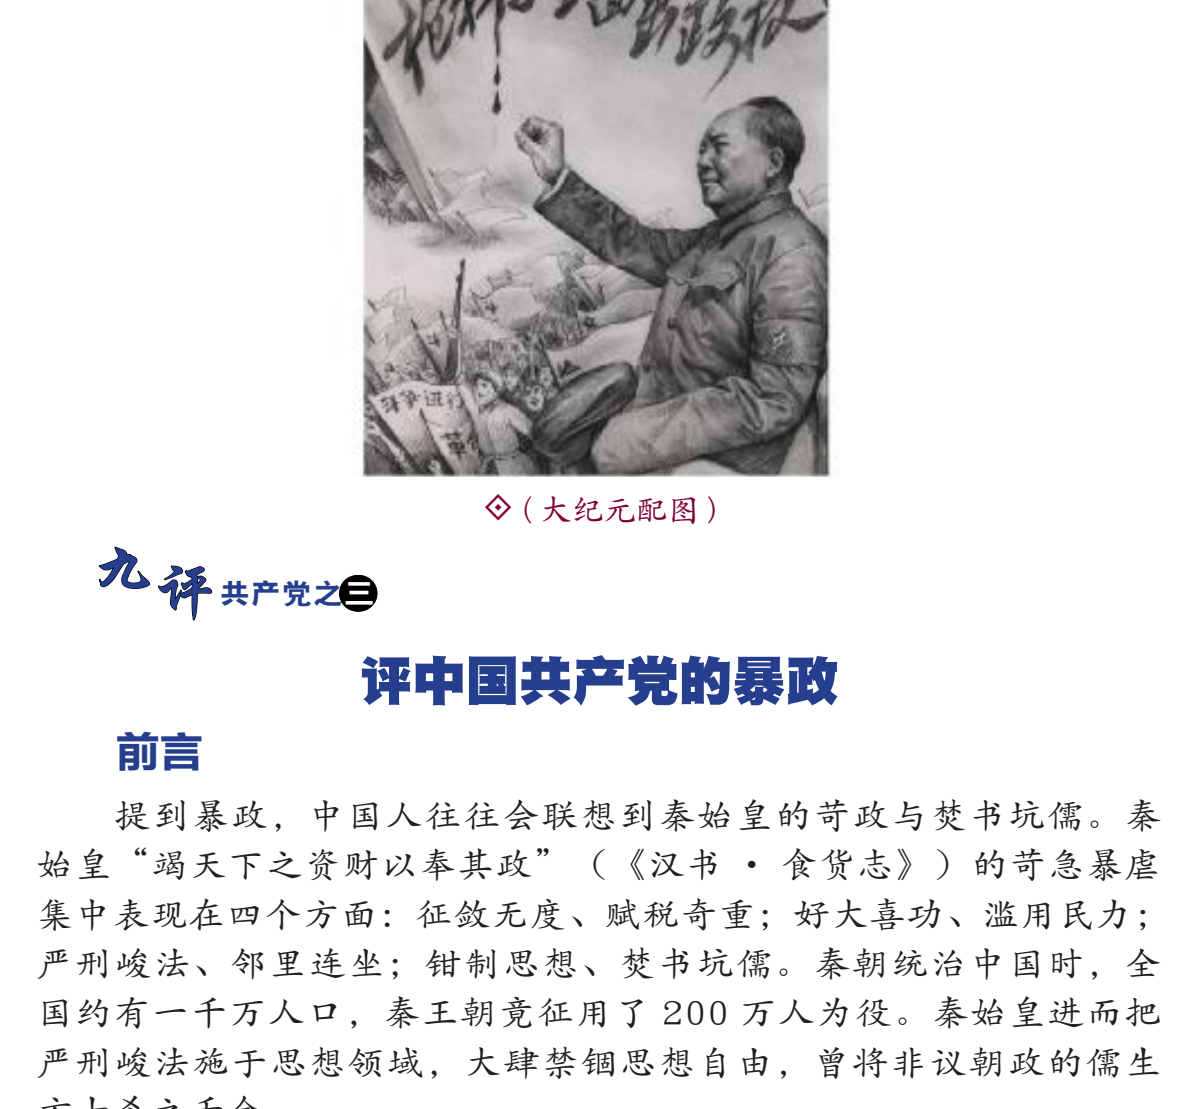 斗争进行
革命
◈（大纪元配图）
九评共产党之三
评中国共产党的暴政
前言
提到暴政，中国人往往会联想到秦始皇的苛政与焚书坑儒。秦
始皇“竭天下之资财以奉其政”（《汉书 · 食货志》）的苛急暴虐
集中表现在四个方面：征敛无度、赋税奇重；好大喜功、滥用民力；
严刑峻法、邻里连坐；钳制思想、焚书坑儒。秦朝统治中国时，全
国约有一千万人口，秦王朝竟征用了 200 万人为役。秦始皇进而把
严刑峻法施于思想领域，大肆禁锢思想自由，曾将非议朝政的儒生